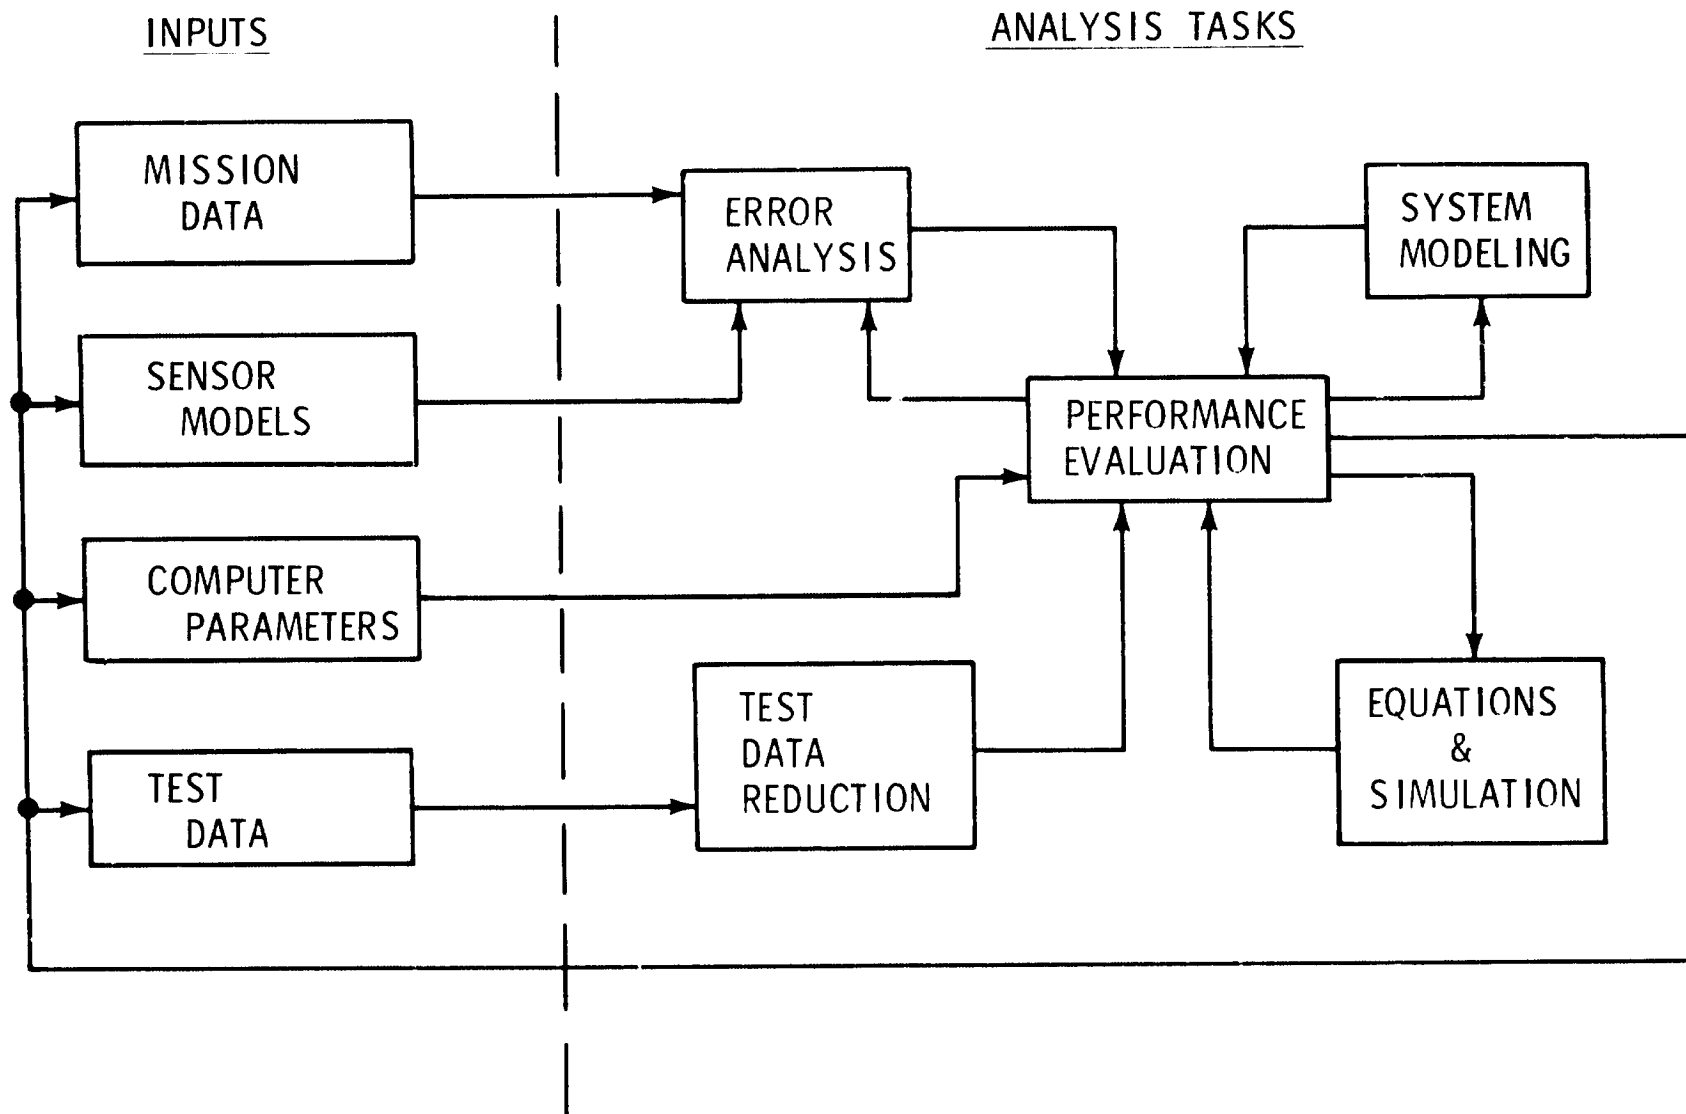 INPUTS
ANALYSIS TASKS
MISSION
DATA
ERROR
ANALYSIS
SYSTEM
MODELING
SENSOR
MODELS
PERFORMANCE
EVALUATION
COMPUTER
PARAMETERS
TEST
DATA
REDUCTION
EQUATIONS
&
SIMULATION
TEST
DATA